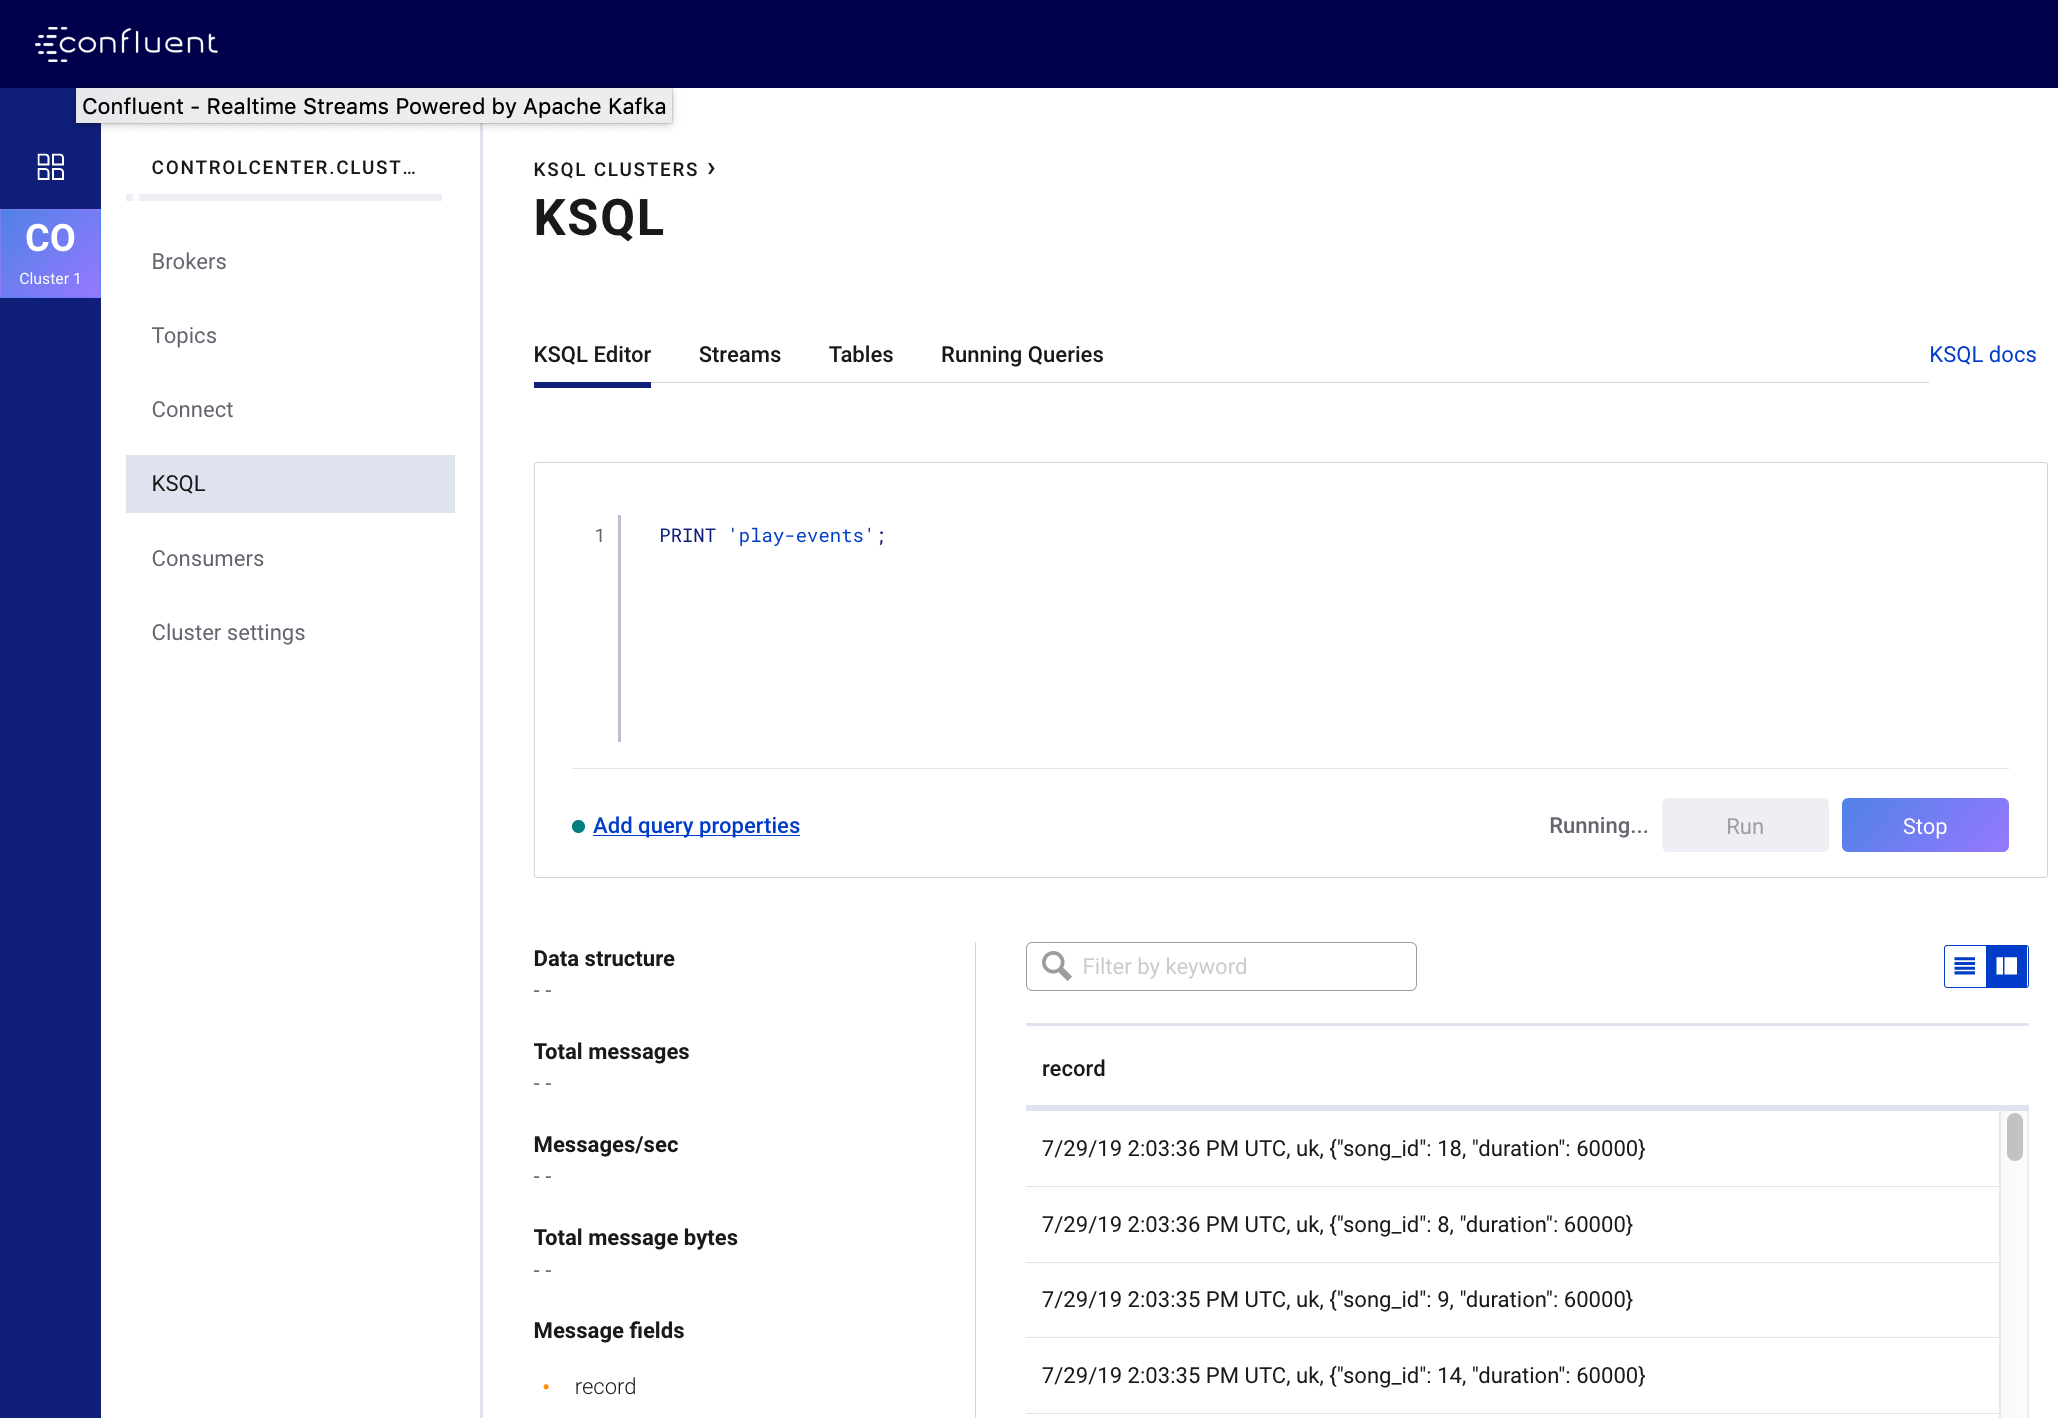 confluent
Confluent - Realtime Streams Powered by Apache Kafka
CO
Cluster 1
CONTROLCENTER.CLUST...
Brokers
Topics
Connect
KSQL
Consumers
Cluster settings
KSQL CLUSTERS >
KSQL
KSQL Editor Streams Tables Running Queries KSQL docs
1 PRINT 'play-events';
Add query properties Running... Run Stop
Data structure
- -
Total messages
- -
Messages/sec
- -
Total message bytes
- -
Message fields
• record
Filter by keyword
record
7/29/19 2:03:36 PM UTC, uk, {"song_id": 18, "duration": 60000}
7/29/19 2:03:36 PM UTC, uk, {"song_id": 8, "duration": 60000}
7/29/19 2:03:35 PM UTC, uk, {"song_id": 9, "duration": 60000}
7/29/19 2:03:35 PM UTC, uk, {"song_id": 14, "duration": 60000}